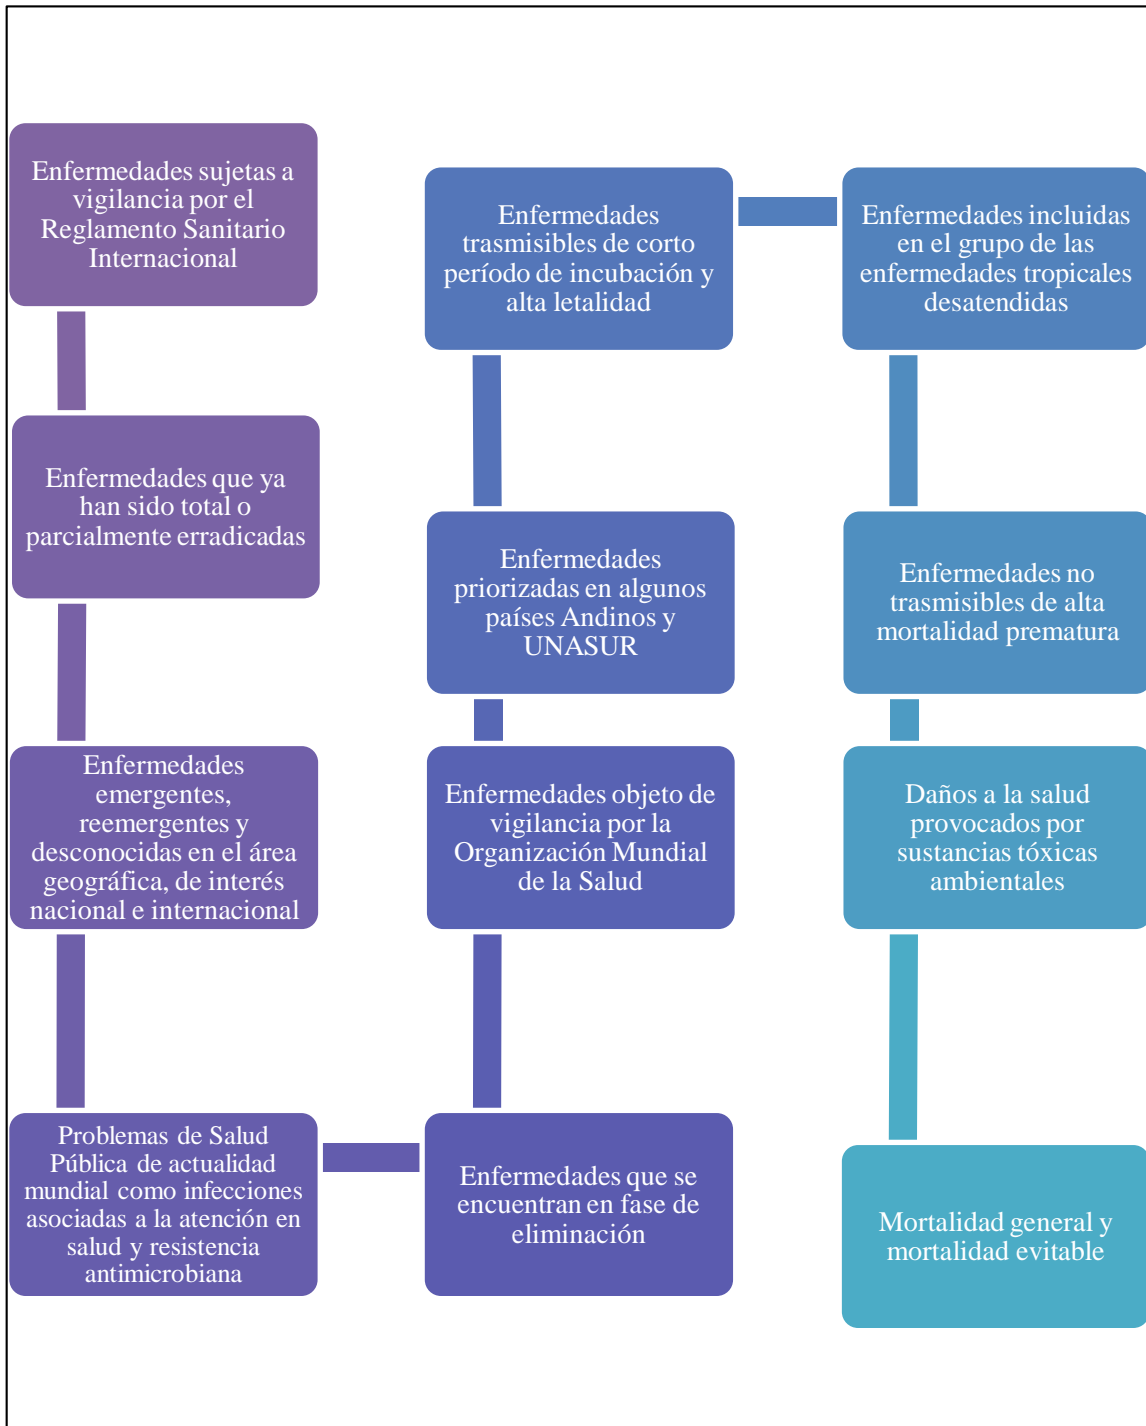 Enfermedades sujetas a
vigilancia por el
Reglamento Sanitario
Internacional
Enfermedades que ya
han sido total o
parcialmente erradicadas
Enfermedades
emergentes,
reemergentes y
desconocidas en el área
geográfica, de interés
nacional e internacional
Problemas de Salud
Pública de actualidad
mundial como infecciones
asociadas a la atención en
salud y resistencia
antimicrobiana
Enfermedades que se
encuentran en fase de
eliminación
Enfermedades objeto de
vigilancia por la
Organización Mundial
de la Salud
Enfermedades
priorizadas en algunos
países Andinos y
UNASUR
Enfermedades
trasmisibles de corto
período de incubación y
alta letalidad
Enfermedades incluidas
en el grupo de las
enfermedades tropicales
desatendidas
Enfermedades no
trasmisibles de alta
mortalidad prematura
Daños a la salud
provocados por
sustancias tóxicas
ambientales
Mortalidad general y
mortalidad evitable